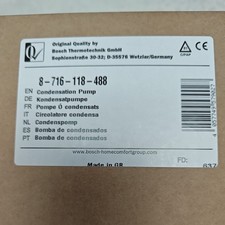 Original Quality by
Bosch Thermotechnik GmbH
Sophienstraße 30-32; D-35576 Wetzlar/Germany
8-716-118-488
EN Condensation Pump
DE Kondensatpumpe
FR Pompe à condensats
IT Circolatore condensa
NL Condenspomp
ES Bomba de condensados
PT Bomba de condensados
www.bosch-homecomfortgroup.com
Made in GB
FD: